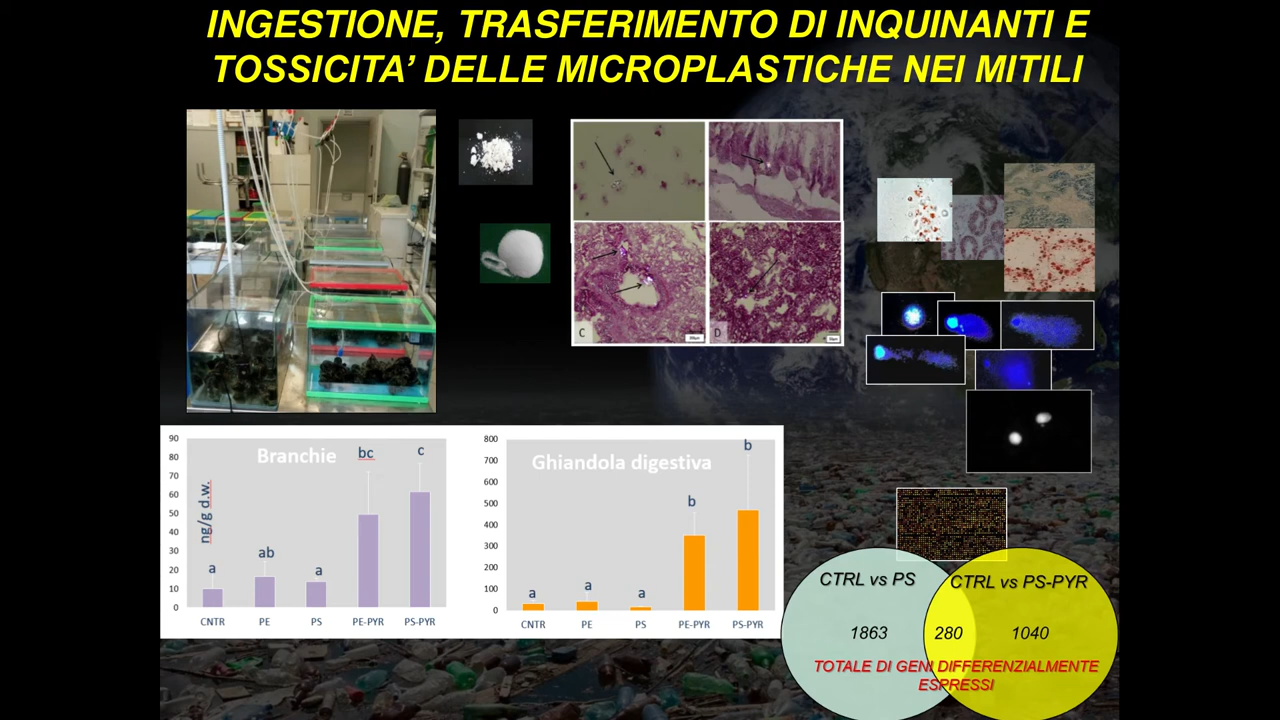 INGESTIONE, TRASFERIMENTO DI INQUINANTI E
TOSSICITA' DELLE MICROPLASTICHE NEI MITILI
C
D
Branchie
ng/g d.w.
90
80
70
60
50
40
30
20
10
0
a
ab
a
bc
c
CNTR
PE
PS
PE-PYR
PS-PYR
Ghiandola digestiva
800
700
600
500
400
300
200
100
0
a
a
a
b
b
CNTR
PE
PS
PE-PYR
PS-PYR
CTRL vs PS
CTRL vs PS-PYR
1863
280
1040
TOTALE DI GENI DIFFERENZIALMENTE
ESPRESSI